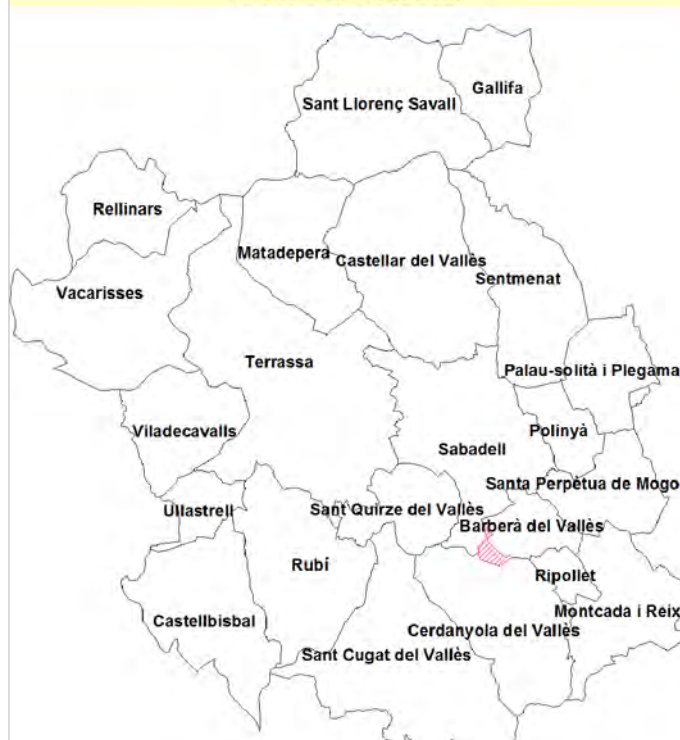 Gallifa
Sant Llorenç Savall
Rellinars
Matadepera
Castellar del Vallès
Sentmenat
Vacarisses
Terrassa
Palau-solità i Plegama
Viladecavalls
Polinyà
Sabadell
Santa Perpètua de Mogo
Ullastrell
Sant Quirze del Vallès
Barberà del Vallès
Rubí
Ripollet
Castellbisbal
Montcada i Reix
Cerdanyola del Vallès
Sant Cugat del Vallès